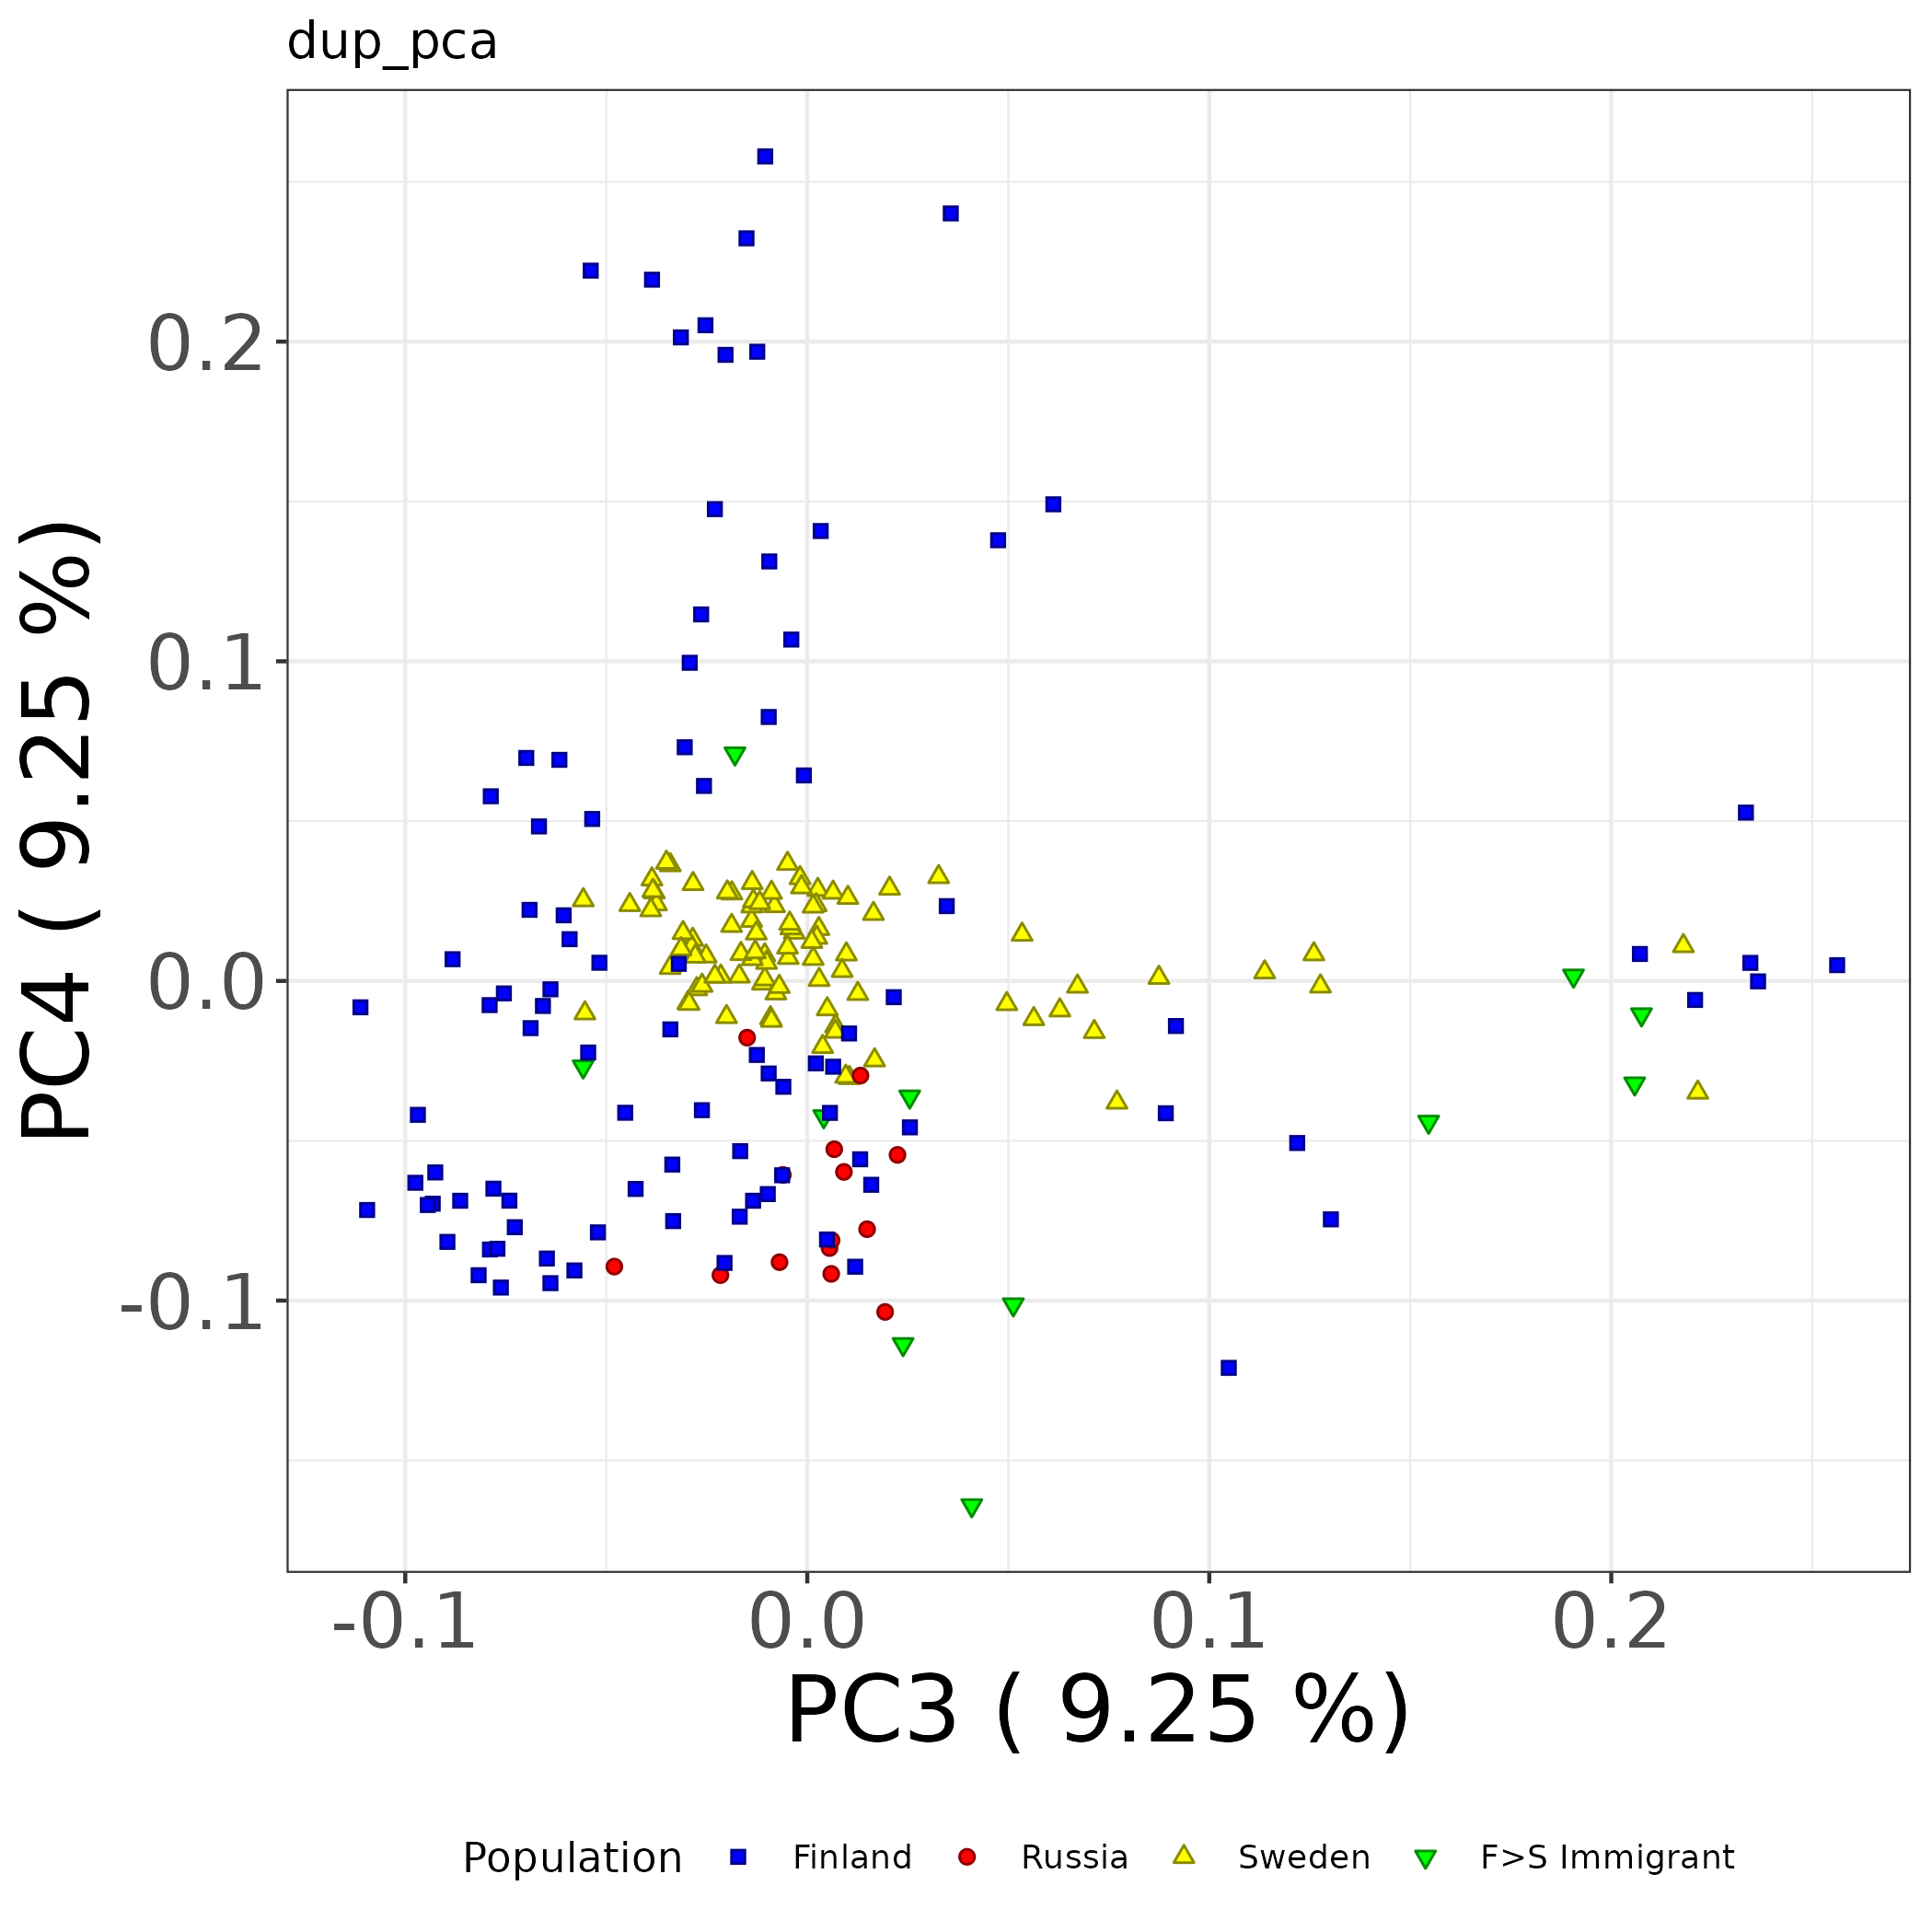 dup_pca
PC4 ( 9.25 %)
0.2
0.1
0.0
-0.1
-0.1 0.0 0.1 0.2
PC3 ( 9.25 %)
Population Finland Russia Sweden F>S Immigrant